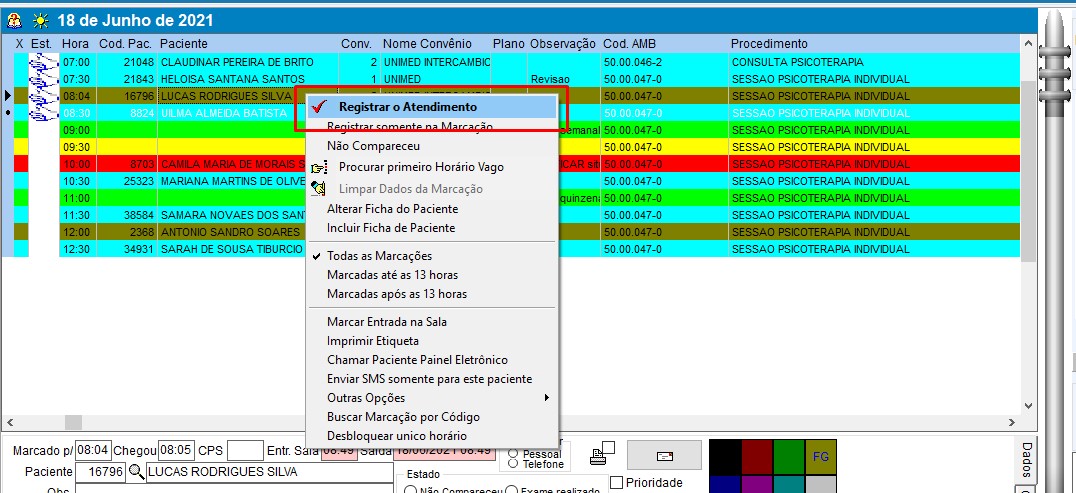 18 de Junho de 2021
X Est. Hora Cod. Pac. Paciente Conv. Nome Convênio Plano Observação Cod. AMB Procedimento
07:00 21048 CLAUDINAR PEREIRA DE BRITO 2 UNIMED INTERCAMBIC 50.00.046-2 CONSULTA PSICOTERAPIA
07:30 21843 HELOISA SANTANA SANTOS 1 UNIMED Revisao 50.00.047-0 SESSAO PSICOTERAPIA INDIVIDUAL
08:04 16796 LUCAS RODRIGUES SILVA 50.00.047-0 SESSAO PSICOTERAPIA INDIVIDUAL
08:30 8824 UILMA ALMEIDA BATISTA 50.00.047-0 SESSAO PSICOTERAPIA INDIVIDUAL
09:00 semanal 50.00.047-0 SESSAO PSICOTERAPIA INDIVIDUAL
09:30 50.00.047-0 SESSAO PSICOTERAPIA INDIVIDUAL
10:00 8703 CAMILA MARIA DE MORAIS S ICAR sit 50.00.047-0 SESSAO PSICOTERAPIA INDIVIDUAL
10:30 25323 MARIANA MARTINS DE OLIVE 50.00.047-0 SESSAO PSICOTERAPIA INDIVIDUAL
11:00 quinzena 50.00.047-0 SESSAO PSICOTERAPIA INDIVIDUAL
11:30 38584 SAMARA NOVAES DOS SAN 50.00.047-0 SESSAO PSICOTERAPIA INDIVIDUAL
12:00 2368 ANTONIO SANDRO SOARES 50.00.047-0 SESSAO PSICOTERAPIA INDIVIDUAL
12:30 34931 SARAH DE SOUSA TIBURCIO 50.00.047-0 SESSAO PSICOTERAPIA INDIVIDUAL
Registrar o Atendimento
Registrar somente na Marcação
Não Compareceu
Procurar primeiro Horário Vago
Limpar Dados da Marcação
Alterar Ficha do Paciente
Incluir Ficha de Paciente
Todas as Marcações
Marcadas até as 13 horas
Marcadas após as 13 horas
Marcar Entrada na Sala
Imprimir Etiqueta
Chamar Paciente Painel Eletrônico
Enviar SMS somente para este paciente
Outras Opções
Buscar Marcação por Código
Desbloquear unico horário
Marcado p/ 08:04 Chegou 08:05 CPS Entr. Sala 08:49 Saída 18/06/2021 08:49
Pessoal
Telefone
FG
Dados
Paciente 16796 LUCAS RODRIGUES SILVA
Estado
Prioridade
Obs
Não Compareceu Exame realizado